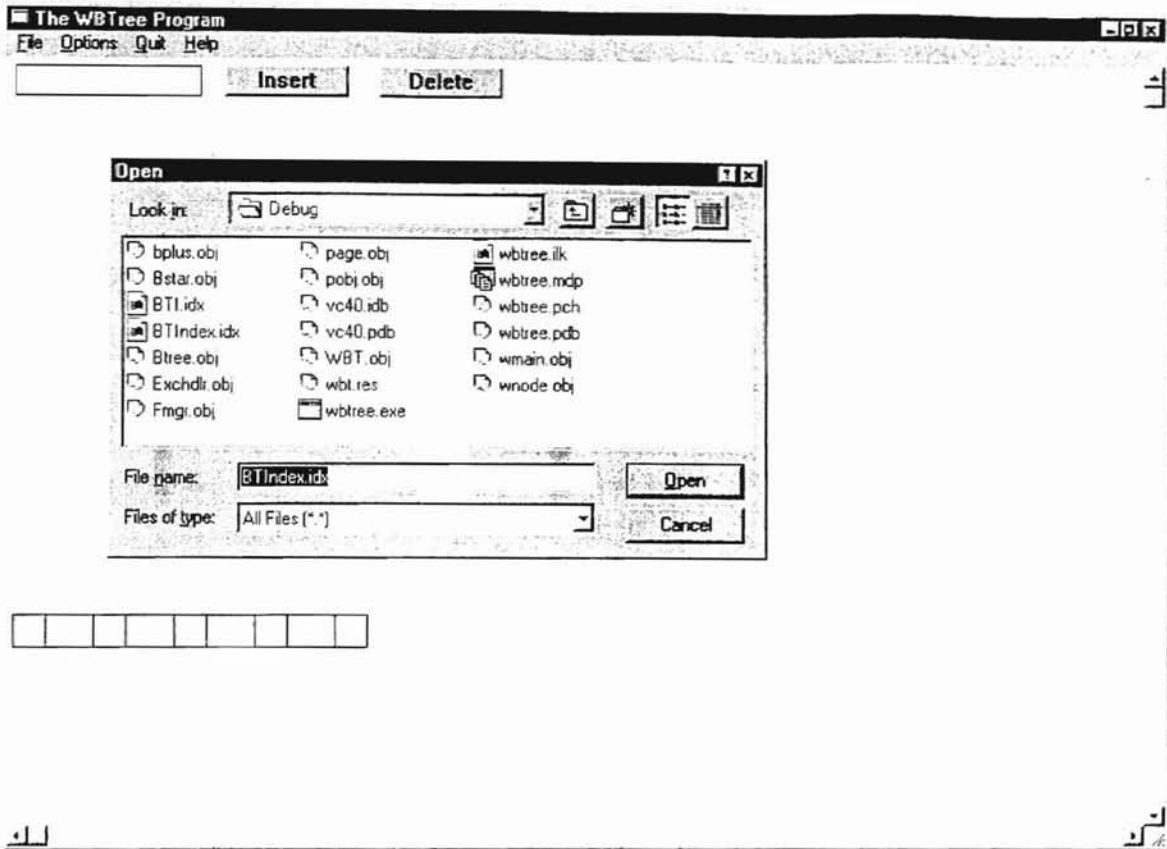 The WBTree Program
File Options Quit Help
Insert Delete
Open
Look in: Debug
bplus.obj page.obj wbtree.ilk
Bstar.obj pobj.obj wbtree.mdp
BTI.idx vc40.idb wbtree.pch
BTIndex.idx vc40.pdb wbtree.pdb
Btree.obj WBT.obj wmain.obj
Exchdlr.obj wbt.res wnode.obj
Fmgr.obj wbtree.exe
File name: BTIndex.idx Open
Files of type: All Files (*.*) Cancel